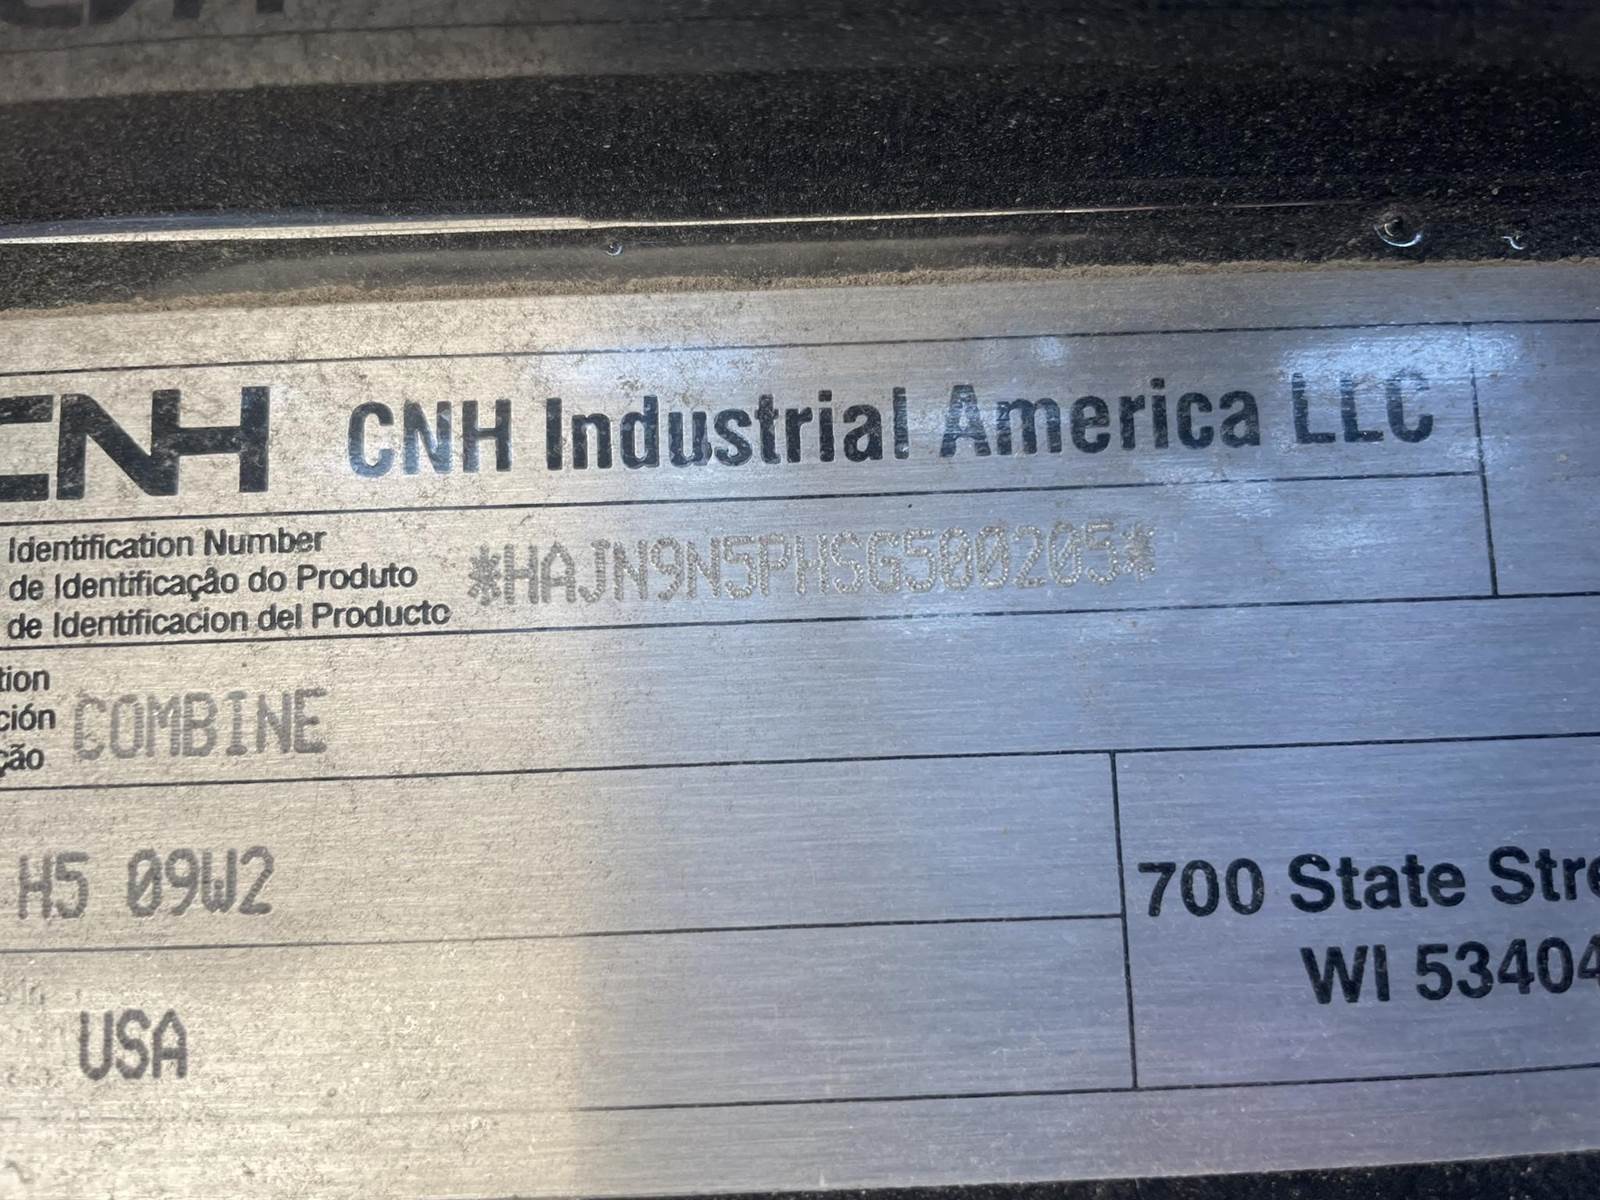 CNH CNH Industrial America LLC
Identification Number
de Identificação do Produto
de Identificacion del Producto
*HAJN9N5PHSG500205*
tion
ción
ção
COMBINE
H5 09W2
700 State Stre
WI 53404
USA